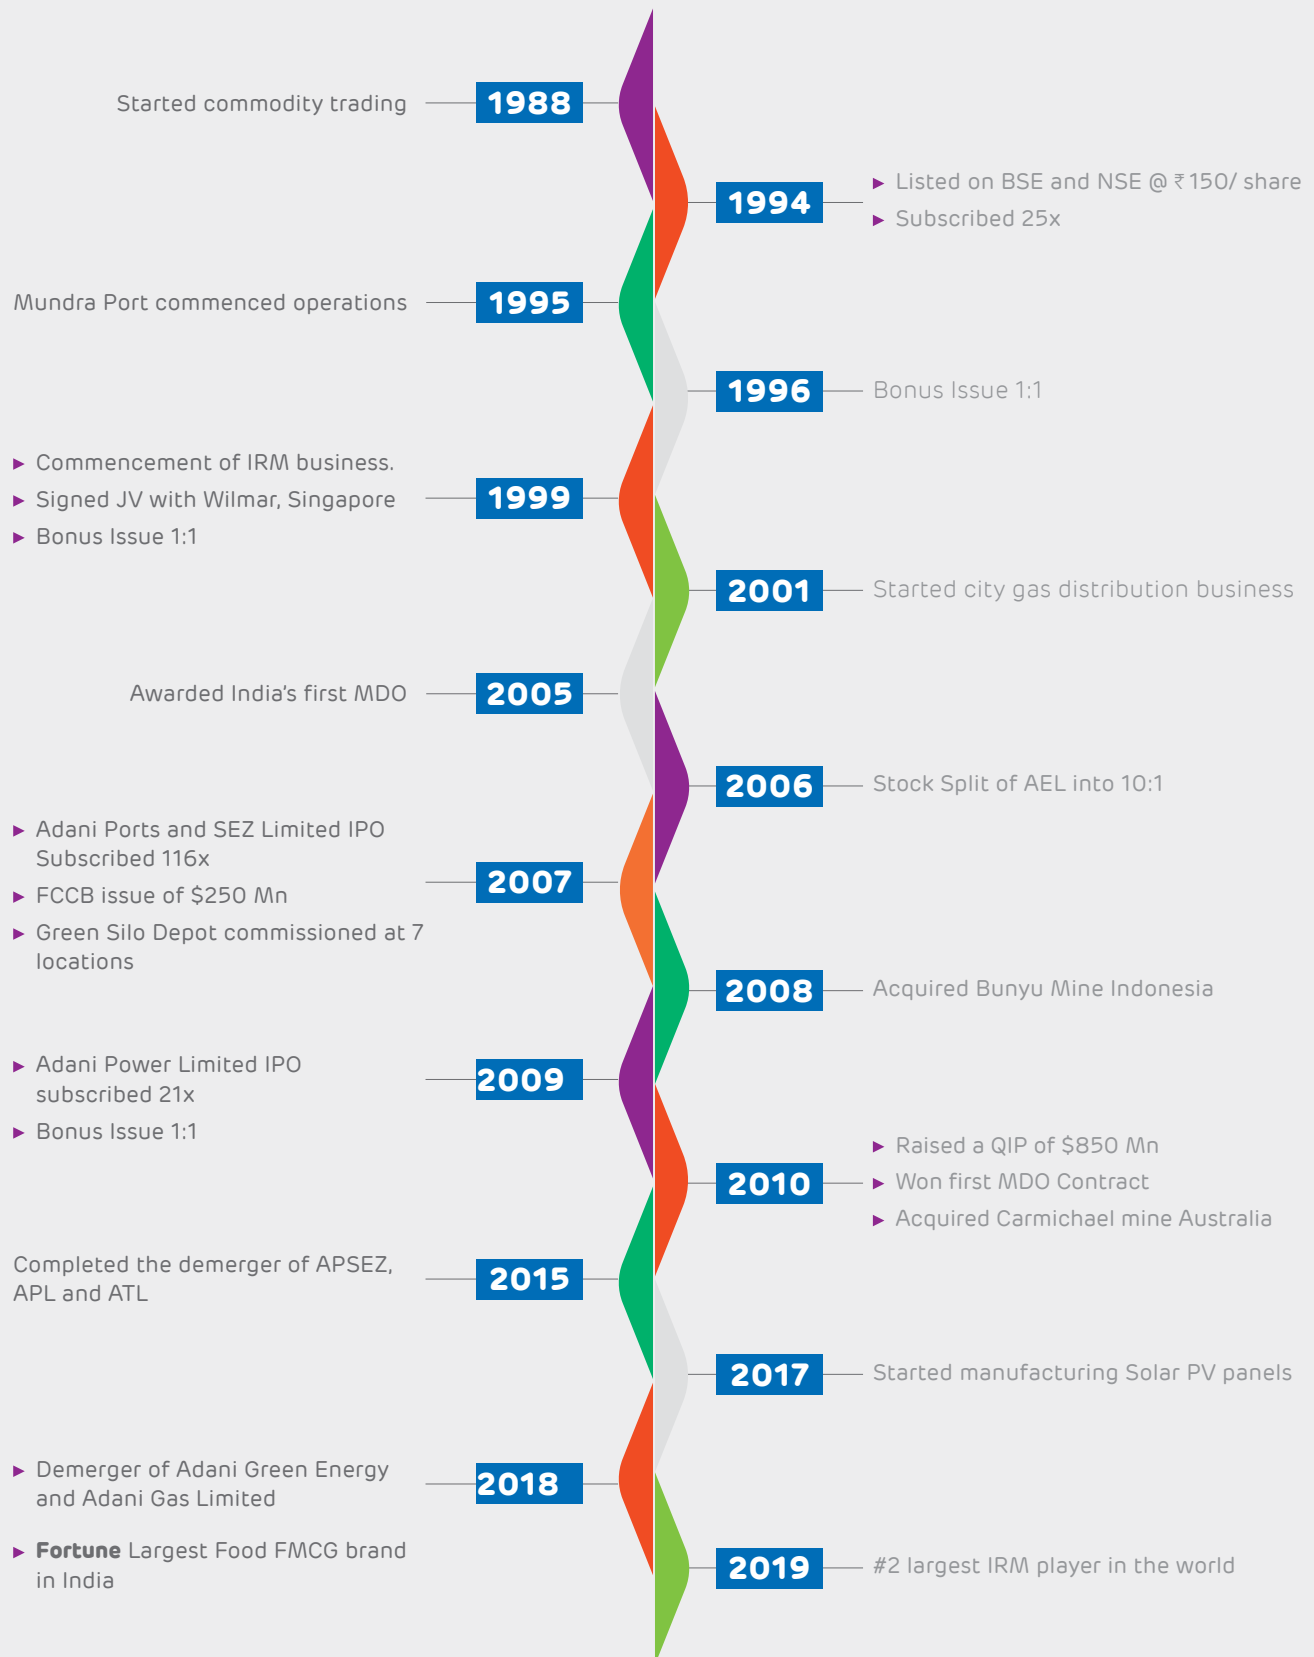 Started commodity trading
1988
1994
▶ Listed on BSE and NSE @ ₹150/ share
▶ Subscribed 25x
Mundra Port commenced operations
1995
1996
Bonus Issue 1:1
▶ Commencement of IRM business.
▶ Signed JV with Wilmar, Singapore
▶ Bonus Issue 1:1
1999
2001
Started city gas distribution business
Awarded India's first MDO
2005
2006
Stock Split of AEL into 10:1
▶ Adani Ports and SEZ Limited IPO
Subscribed 116x
▶ FCCB issue of $250 Mn
▶ Green Silo Depot commissioned at 7
locations
2007
2008
Acquired Bunyu Mine Indonesia
▶ Adani Power Limited IPO
subscribed 21x
▶ Bonus Issue 1:1
2009
2010
▶ Raised a QIP of $850 Mn
▶ Won first MDO Contract
▶ Acquired Carmichael mine Australia
Completed the demerger of APSEZ,
APL and ATL
2015
2017
Started manufacturing Solar PV panels
▶ Demerger of Adani Green Energy
and Adani Gas Limited
▶ Fortune Largest Food FMCG brand
in India
2018
2019
#2 largest IRM player in the world